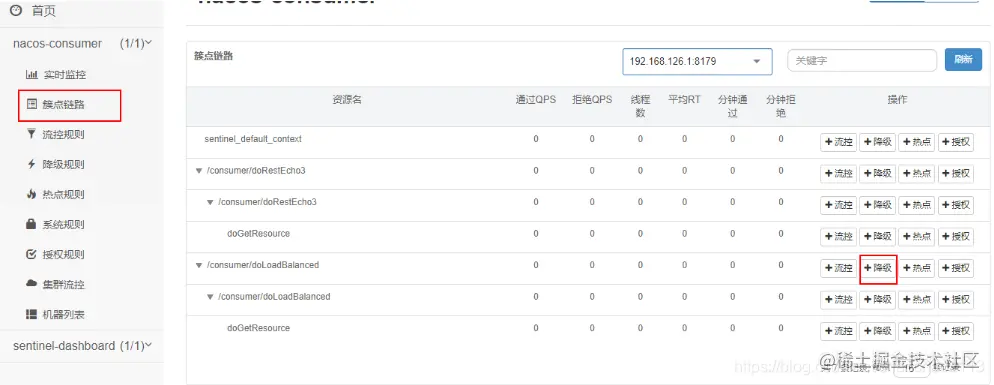 首页
nacos-consumer (1/1)
实时监控
簇点链路
流控规则
降级规则
热点规则
系统规则
授权规则
集群流控
机器列表
sentinel-dashboard (1/1)
nacos-consumer
簇点链路 192.168.126.1:8179 关键字 刷新
资源名 通过QPS 拒绝QPS 线程数 平均RT 分钟通过 分钟拒绝 操作
sentinel_default_context 0 0 0 0 0 0 +流控 +降级 +热点 +授权
/consumer/doRestEcho3 0 0 0 0 0 0 +流控 +降级 +热点 +授权
/consumer/doRestEcho3 0 0 0 0 0 0 +流控 +降级 +热点 +授权
doGetResource 0 0 0 0 0 0 +流控 +降级 +热点 +授权
/consumer/doLoadBalanced 0 0 0 0 0 0 +流控 +降级 +热点 +授权
/consumer/doLoadBalanced 0 0 0 0 0 0 +流控 +降级 +热点 +授权
doGetResource 0 0 0 0 0 0 +流控 +降级 +热点 +授权
@稀土掘金技术社区